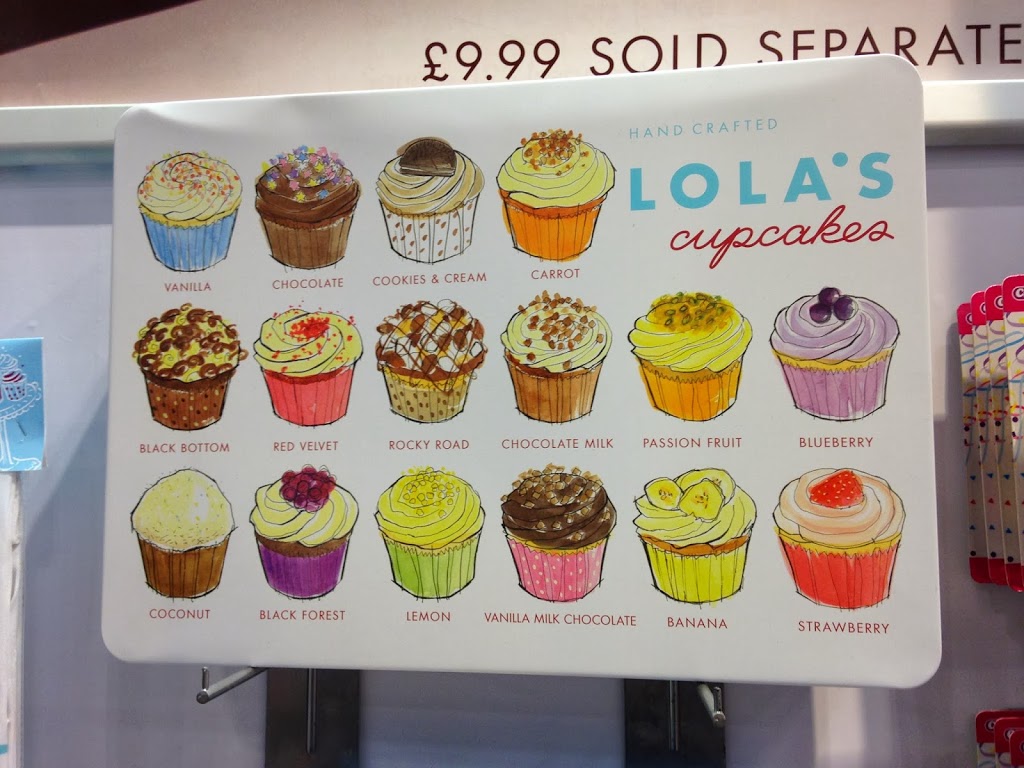 £9.99 SOLD SEPARATE
HAND CRAFTED
LOLA'S
cupcakes
VANILLA
CHOCOLATE
COOKIES & CREAM
CARROT
BLACK BOTTOM
RED VELVET
ROCKY ROAD
CHOCOLATE MILK
PASSION FRUIT
BLUEBERRY
COCONUT
BLACK FOREST
LEMON
VANILLA MILK CHOCOLATE
BANANA
STRAWBERRY